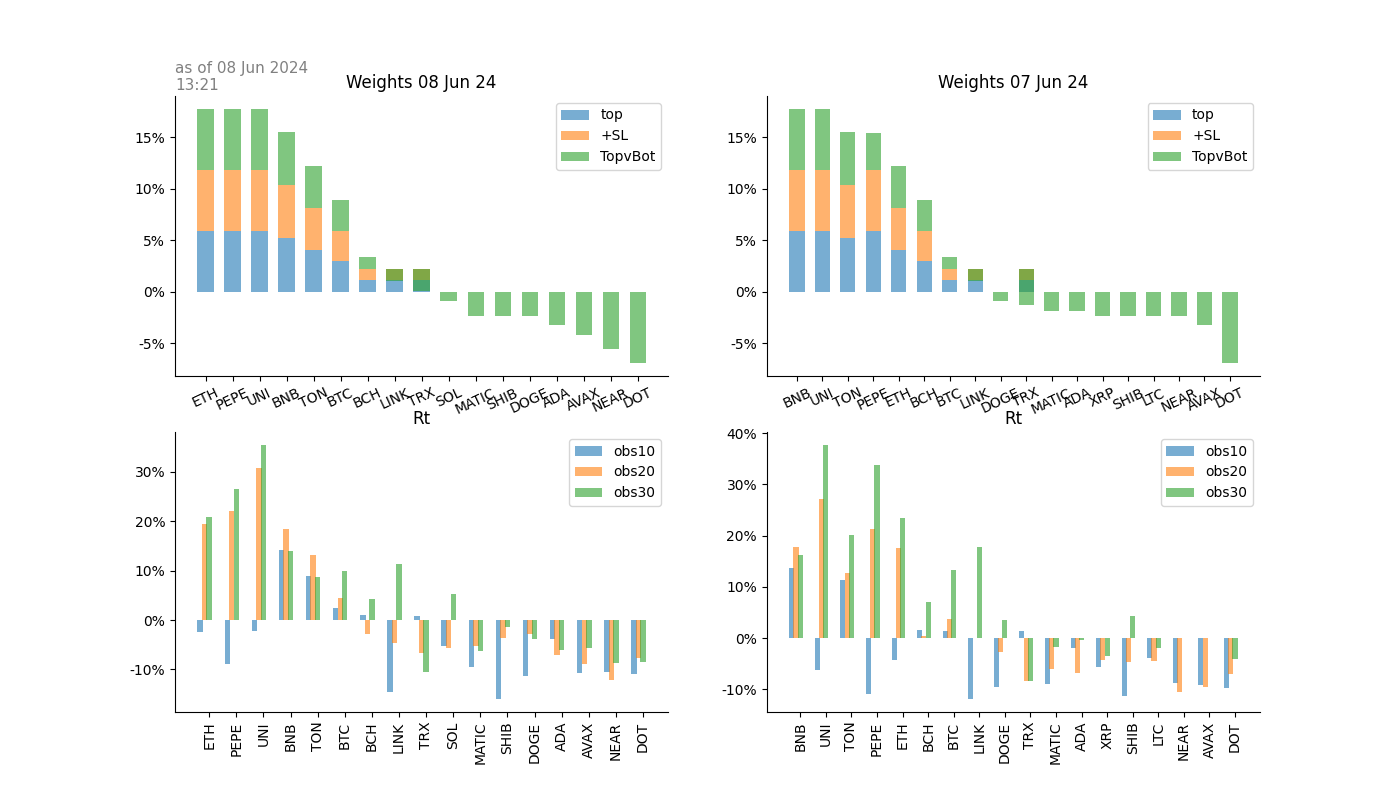 as of 08 Jun 2024
13:21
Weights 08 Jun 24
Weights 07 Jun 24
top
+SL
TopvBot
15%
10%
5%
0%
-5%
ETH PEPE UNI BNB TON BTC BCH LINK TRX SOL MATIC SHIB DOGE ADA AVAX NEAR DOT
top
+SL
TopvBot
15%
10%
5%
0%
-5%
BNB UNI TON PEPE ETH BCH BTC LINK DOGE TRX MATIC ADA XRP SHIB LTC NEAR AVAX DOT
Rt
obs10
obs20
obs30
30%
20%
10%
0%
-10%
ETH PEPE UNI BNB TON BTC BCH LINK TRX SOL MATIC SHIB DOGE ADA AVAX NEAR DOT
Rt
obs10
obs20
obs30
40%
30%
20%
10%
0%
-10%
BNB UNI TON PEPE ETH BCH BTC LINK DOGE TRX MATIC ADA XRP SHIB LTC NEAR AVAX DOT